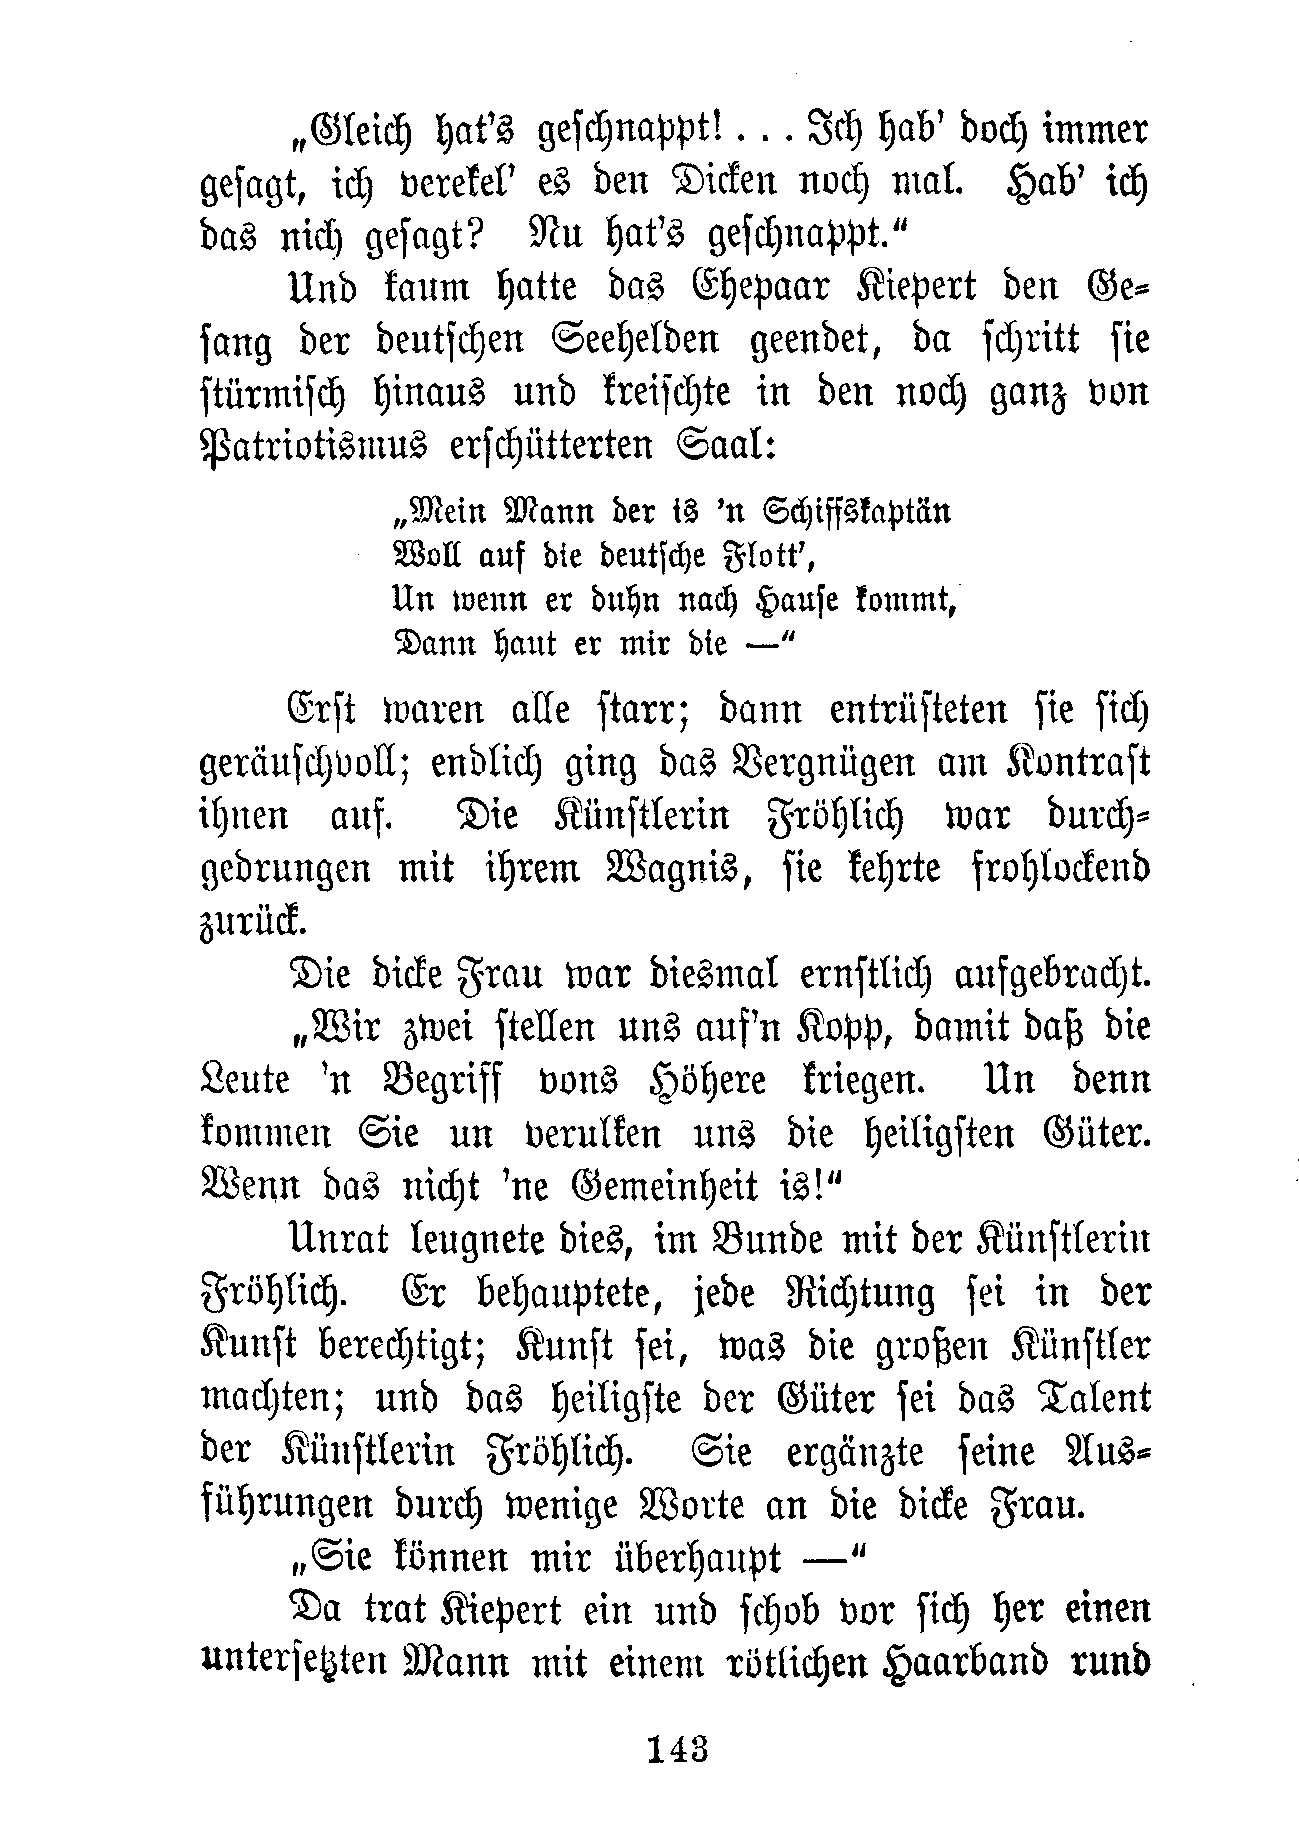 „Gleich hat's geschnappt! . . . Ich hab' doch immer
gesagt, ich verekel' es den Dicken noch mal. Hab' ich
das nich gesagt? Nu hat's geschnappt.“
Und kaum hatte das Ehepaar Kiepert den Ge=
sang der deutschen Seehelden geendet, da schritt sie
stürmisch hinaus und kreischte in den noch ganz von
Patriotismus erschütterten Saal:
„Mein Mann der is 'n Schiffskaptän
Woll auf die deutsche Flott',
Un wenn er duhn nach Hause kommt,
Dann haut er mir die —“
Erst waren alle starr; dann entrüsteten sie sich
geräuschvoll; endlich ging das Vergnügen am Kontrast
ihnen auf. Die Künstlerin Fröhlich war durch=
gedrungen mit ihrem Wagnis, sie kehrte frohlockend
zurück.
Die dicke Frau war diesmal ernstlich aufgebracht.
„Wir zwei stellen uns auf'n Kopp, damit daß die
Leute 'n Begriff vons Höhere kriegen. Un denn
kommen Sie un verulken uns die heiligsten Güter.
Wenn das nicht 'ne Gemeinheit is!“
Unrat leugnete dies, im Bunde mit der Künstlerin
Fröhlich. Er behauptete, jede Richtung sei in der
Kunst berechtigt; Kunst sei, was die großen Künstler
machten; und das heiligste der Güter sei das Talent
der Künstlerin Fröhlich. Sie ergänzte seine Aus=
führungen durch wenige Worte an die dicke Frau.
„Sie können mir überhaupt —“
Da trat Kiepert ein und schob vor sich her einen
untersetzten Mann mit einem rötlichen Haarband rund
143